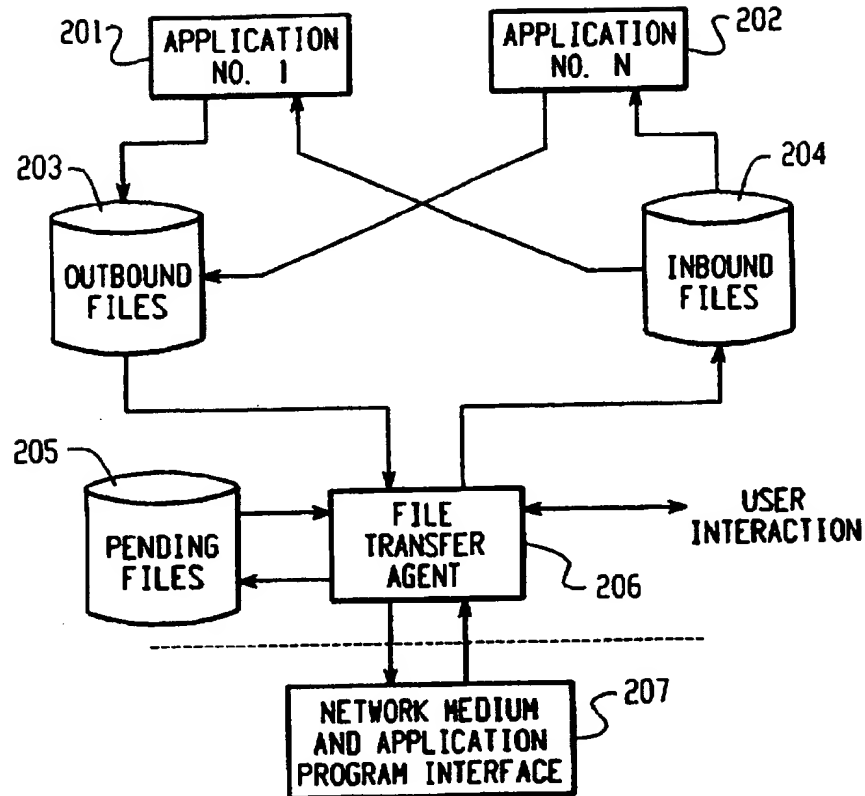 201
APPLICATION
NO. 1
APPLICATION
NO. N
202
203
204
OUTBOUND
FILES
INBOUND
FILES
205
PENDING
FILES
FILE
TRANSFER
AGENT
USER
INTERACTION
206
207
NETWORK MEDIUM
AND APPLICATION
PROGRAM INTERFACE